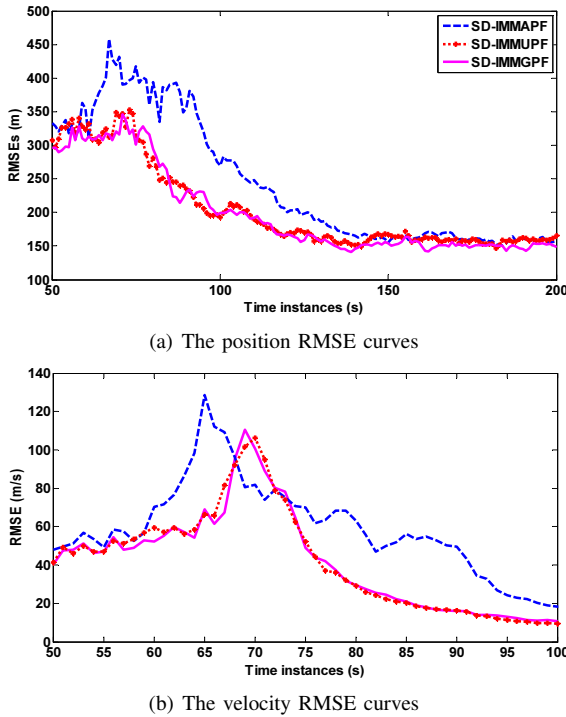 500
450
400
350
300
250
200
150
100
RMSEs (m)
SD-IMMAPF
SD-IMMUPF
SD-IMMGPF
50 100 150 200
Time instances (s)
(a) The position RMSE curves
140
120
100
80
60
40
20
0
RMSE (m/s)
50 55 60 65 70 75 80 85 90 95 100
Time instances (s)
(b) The velocity RMSE curves